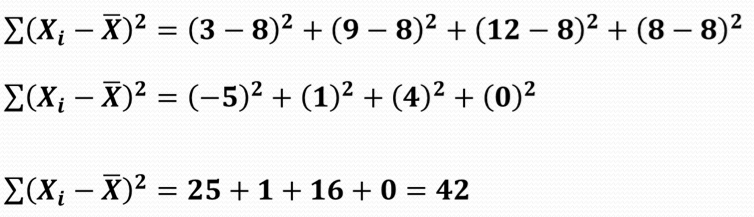 ∑(Xᵢ − X̅)² = (3 − 8)² + (9 − 8)² + (12 − 8)² + (8 − 8)²
∑(Xᵢ − X̅)² = (−5)² + (1)² + (4)² + (0)²
∑(Xᵢ − X̅)² = 25 + 1 + 16 + 0 = 42